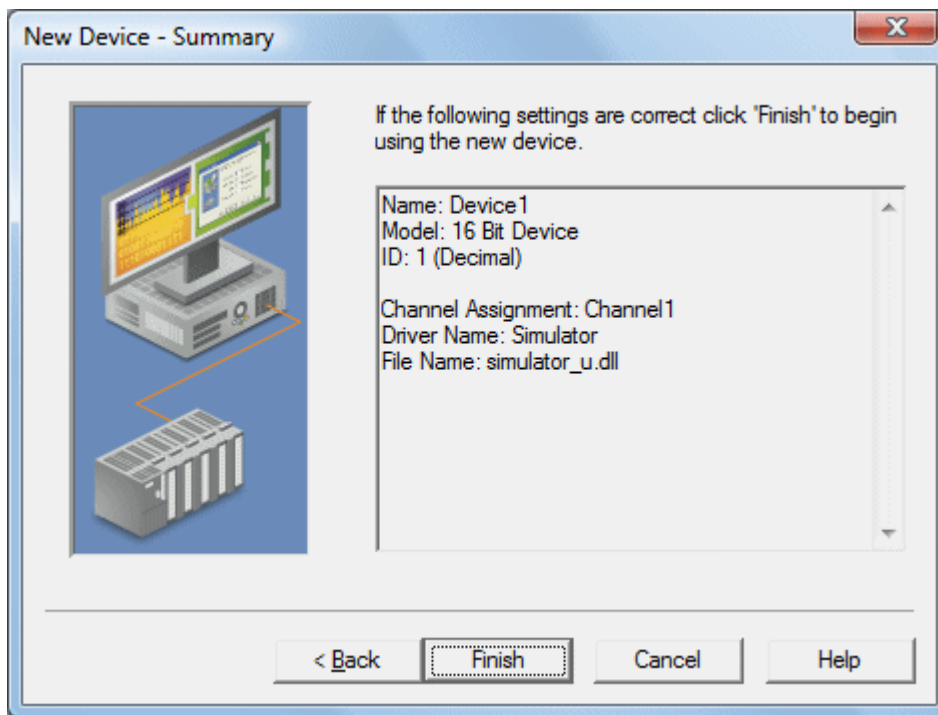 New Device - Summary
If the following settings are correct click 'Finish' to begin
using the new device.
Name: Device1
Model: 16 Bit Device
ID: 1 (Decimal)
Channel Assignment: Channel1
Driver Name: Simulator
File Name: simulator_u.dll
< Back
Finish
Cancel
Help